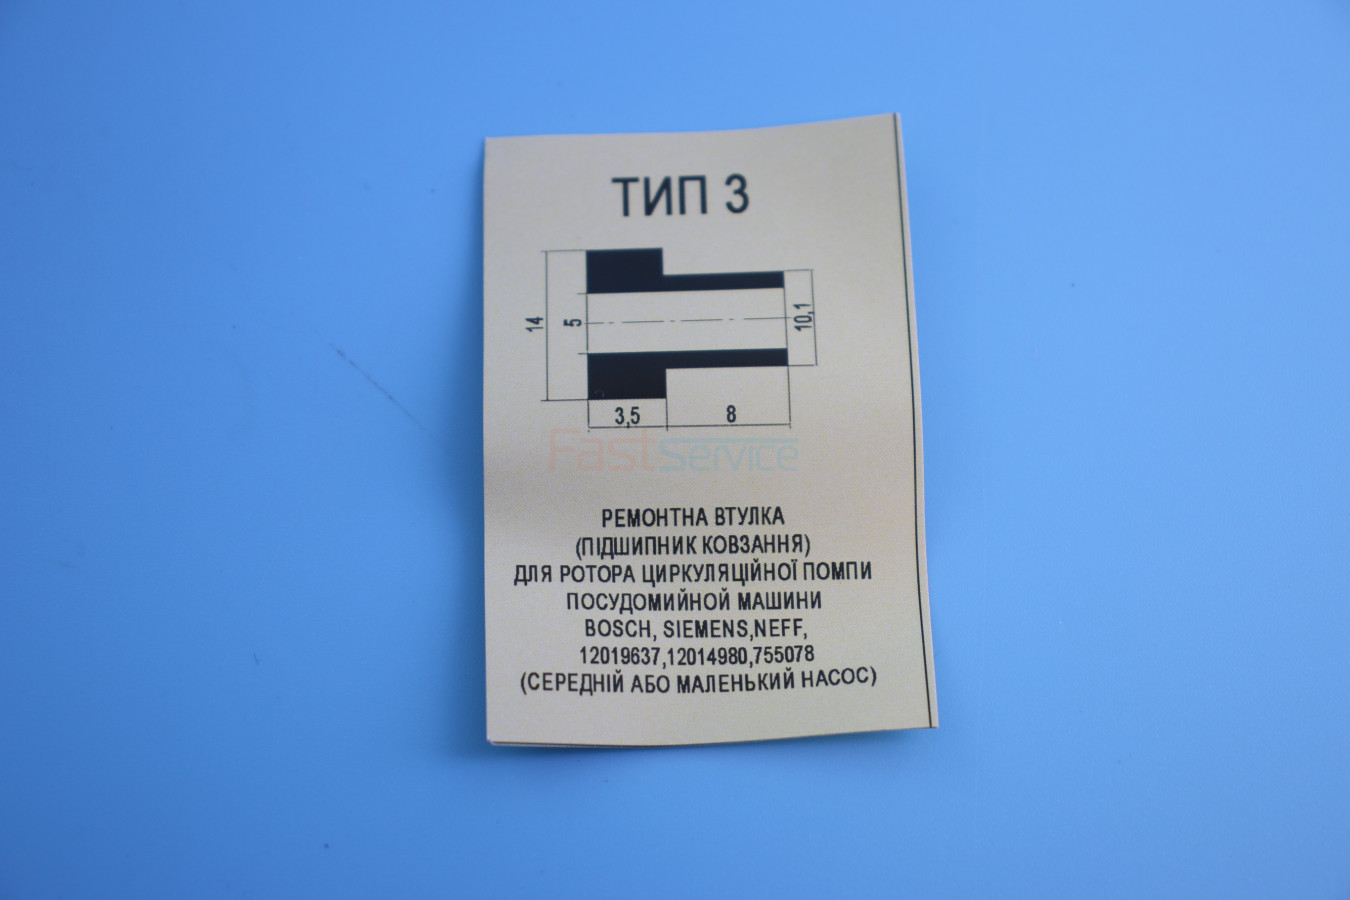 ТИП 3
14
5
10,1
3,5
8
FastService
РЕМОНТНА ВТУЛКА
(ПІДШИПНИК КОВЗАННЯ)
ДЛЯ РОТОРА ЦИРКУЛЯЦІЙНОЇ ПОМПИ
ПОСУДОМИЙНОЙ МАШИНИ
BOSCH, SIEMENS,NEFF,
12019637,12014980,755078
(СЕРЕДНІЙ АБО МАЛЕНЬКИЙ НАСОС)